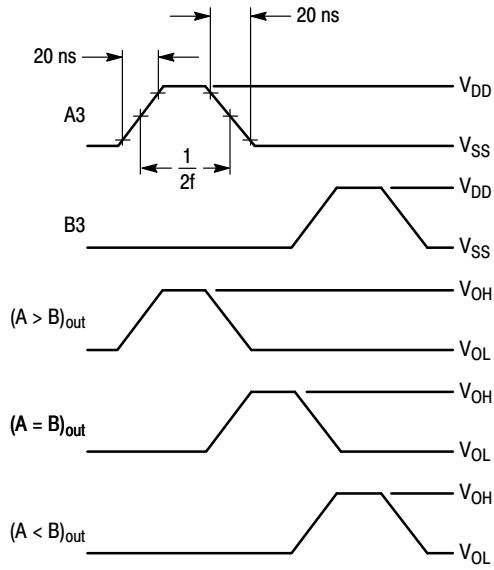 20 ns
20 ns
A3
V_DD
V_SS
1
2f
B3
V_DD
V_SS
(A > B)_out
V_OH
V_OL
(A = B)_out
V_OH
V_OL
(A < B)_out
V_OH
V_OL